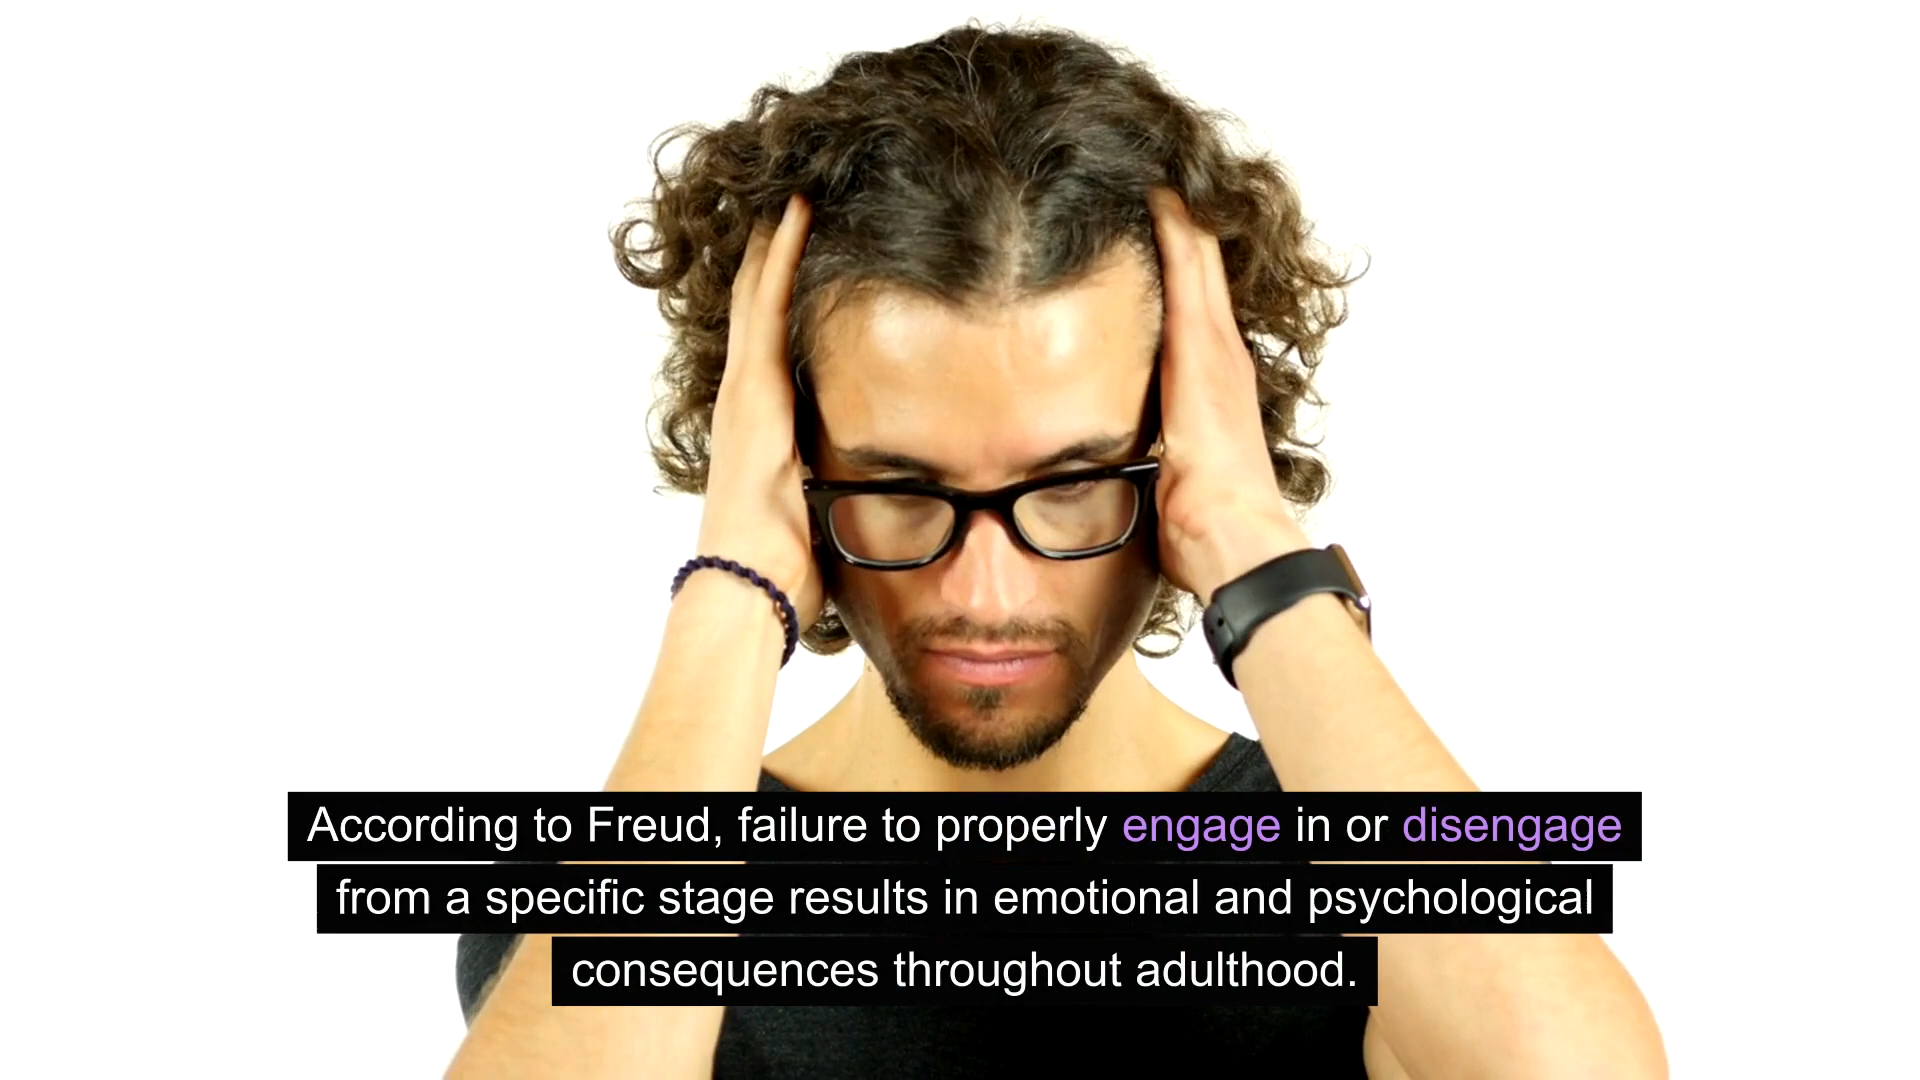 According to Freud, failure to properly engage in or disengage
from a specific stage results in emotional and psychological
consequences throughout adulthood.